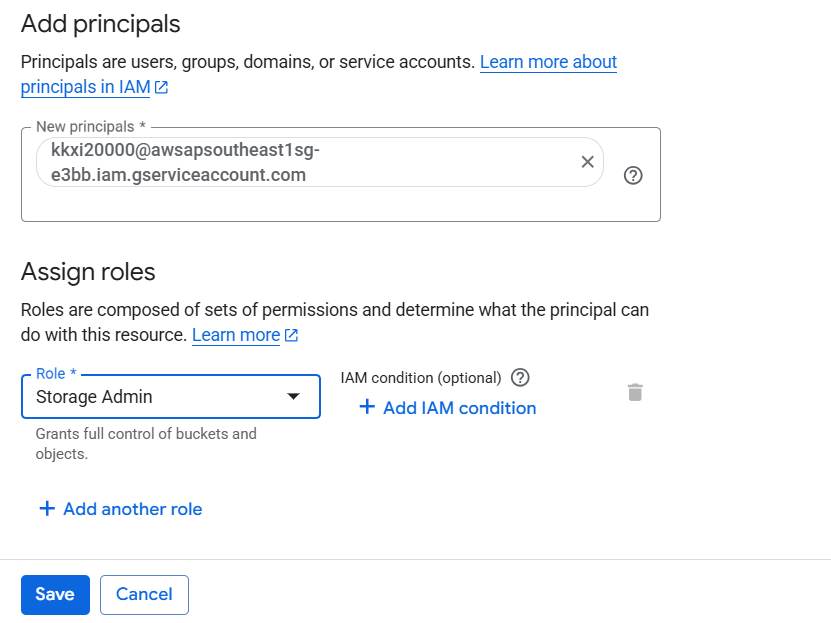 Add principals
Principals are users, groups, domains, or service accounts. Learn more about
principals in IAM
New principals *
kkxi20000@awsapsoutheast1sg-
e3bb.iam.gserviceaccount.com
Assign roles
Roles are composed of sets of permissions and determine what the principal can
do with this resource. Learn more
Role *
Storage Admin
IAM condition (optional)
+ Add IAM condition
Grants full control of buckets and
objects.
+ Add another role
Save
Cancel